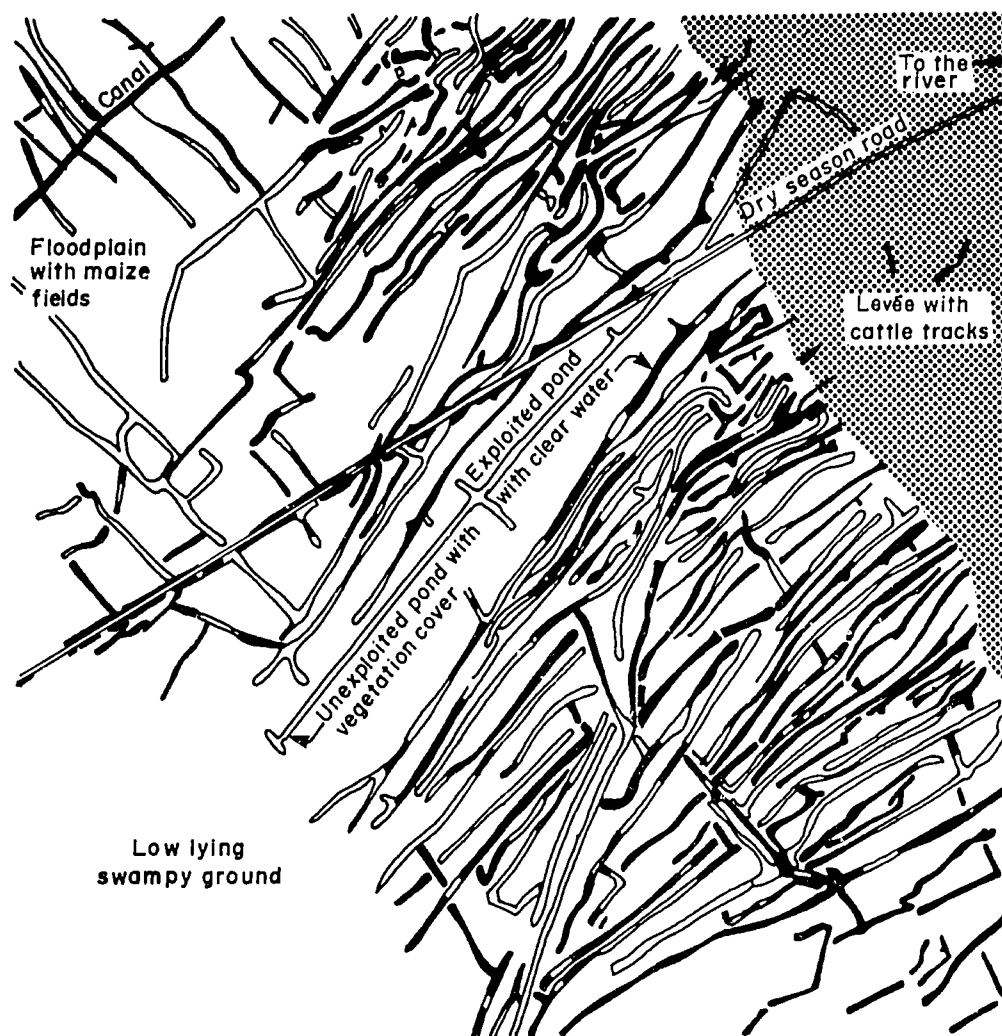 Canal
To the
river
Dry season road
Floodplain
with maize
fields
Levée with
cattle tracks
Exploited pond
with clear water
Unexploited pond with
vegetation cover
Low lying
swampy ground